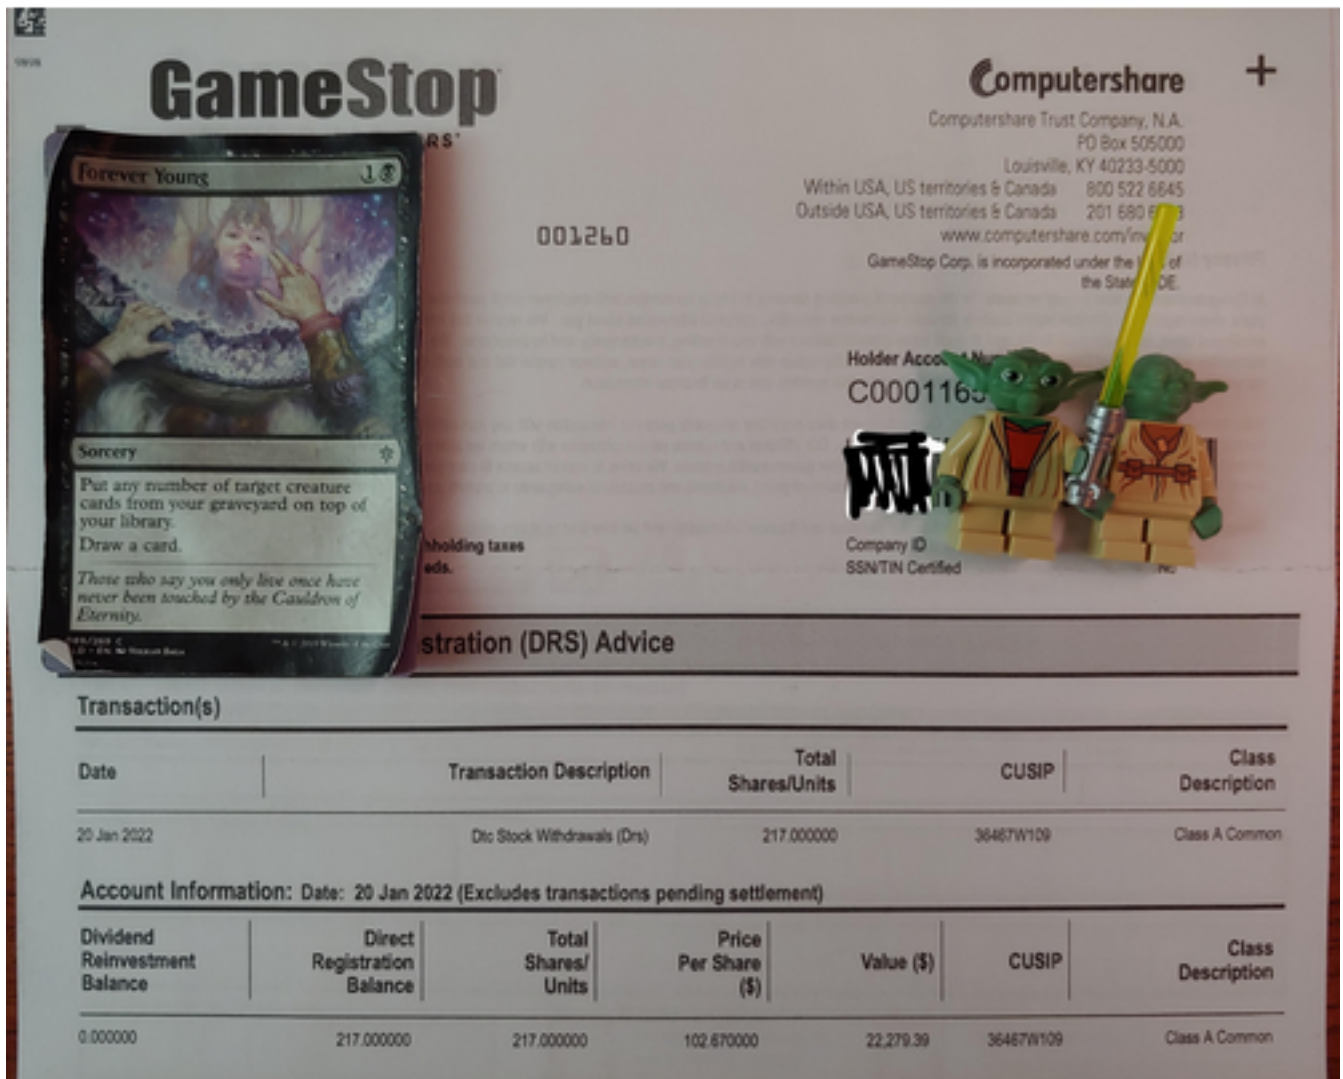 GameStop
Computershare
+
Computershare Trust Company, N.A.
PO Box 505000
Louisville, KY 40233-5000
Within USA, US territories & Canada 800 522 6645
Outside USA, US territories & Canada 201 680
www.computershare.com/inv or
GameStop Corp. is incorporated under the of
the State DE.
001260
Holder Account
C0001165
Company ID
SSN/TIN Certified
Forever Young 1
Sorcery
Put any number of target creature
cards from your graveyard on top of
your library.
Draw a card.
Those who say you only live once have
never been touched by the Cauldron of
Eternity.
hholding taxes
eds.
stration (DRS) Advice
Transaction(s)
Date Transaction Description Total Shares/Units CUSIP Class Description
20 Jan 2022 Dtc Stock Withdrawals (Drs) 217.000000 36467W109 Class A Common
Account Information: Date: 20 Jan 2022 (Excludes transactions pending settlement)
Dividend Reinvestment Balance Direct Registration Balance Total Shares/ Units Price Per Share ($) Value ($) CUSIP Class Description
0.000000 217.000000 217.000000 102.670000 22,279.39 36467W109 Class A Common